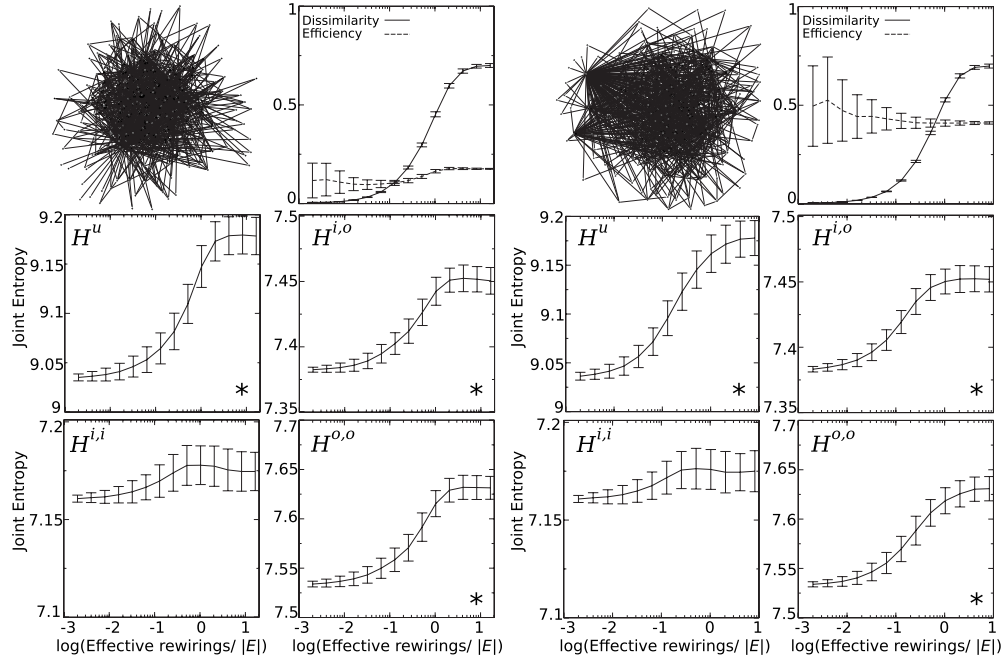 1
Dissimilarity
Efficiency
0.5
0
1
Dissimilarity
Efficiency
0.5
0
9.2
H^u
9.15
9.1
9.05
9
Joint Entropy
*
7.5
H^{i,o}
7.45
7.4
7.35
*
9.2
H^u
9.15
9.1
9.05
9
Joint Entropy
*
7.5
H^{i,o}
7.45
7.4
7.35
*
7.2
H^{i,i}
7.15
7.1
Joint Entropy
-3 -2 -1 0 1
log(Effective rewirings/ |E|)
7.7
H^{o,o}
7.65
7.6
7.55
7.5
*
-3 -2 -1 0 1
log(Effective rewirings/ |E|)
7.2
H^{i,i}
7.15
7.1
Joint Entropy
-3 -2 -1 0 1
log(Effective rewirings/ |E|)
7.7
H^{o,o}
7.65
7.6
7.55
7.5
*
-3 -2 -1 0 1
log(Effective rewirings/ |E|)